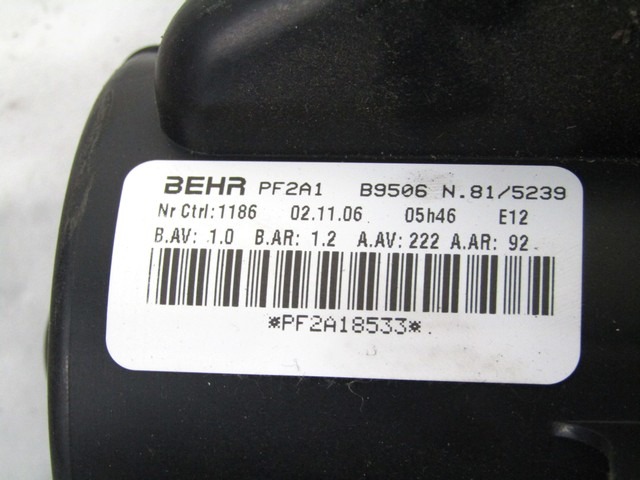 BEHR PF2A1 B9506 N.81/5239
Nr Ctrl:1186 02.11.06 05h46 E12
B.AV: 1.0 B.AR: 1.2 A.AV: 222 A.AR: 92
*PF2A18533*